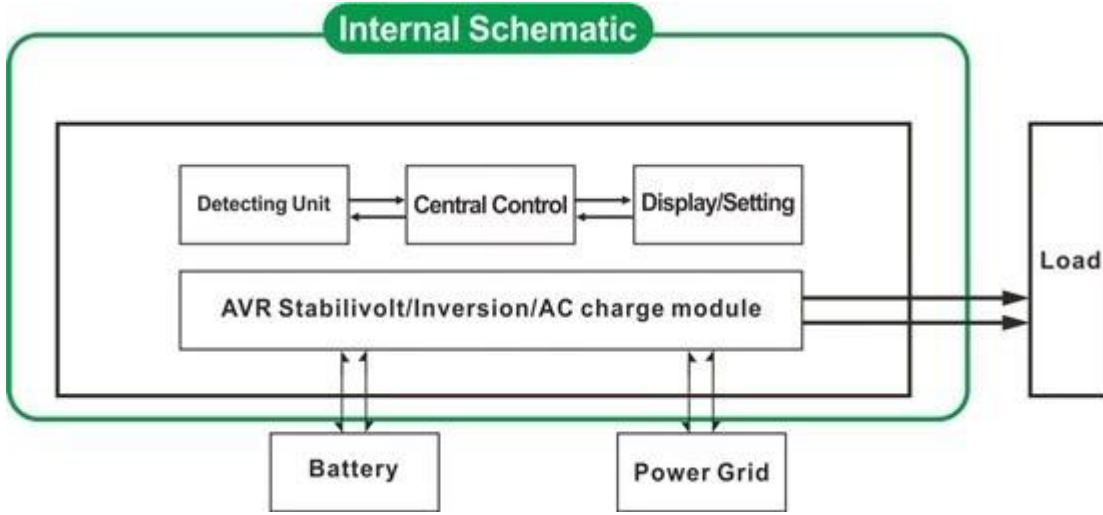 Internal Schematic
Detecting Unit
Central Control
Display/Setting
Load
AVR Stabilivolt/Inversion/AC charge module
Battery
Power Grid